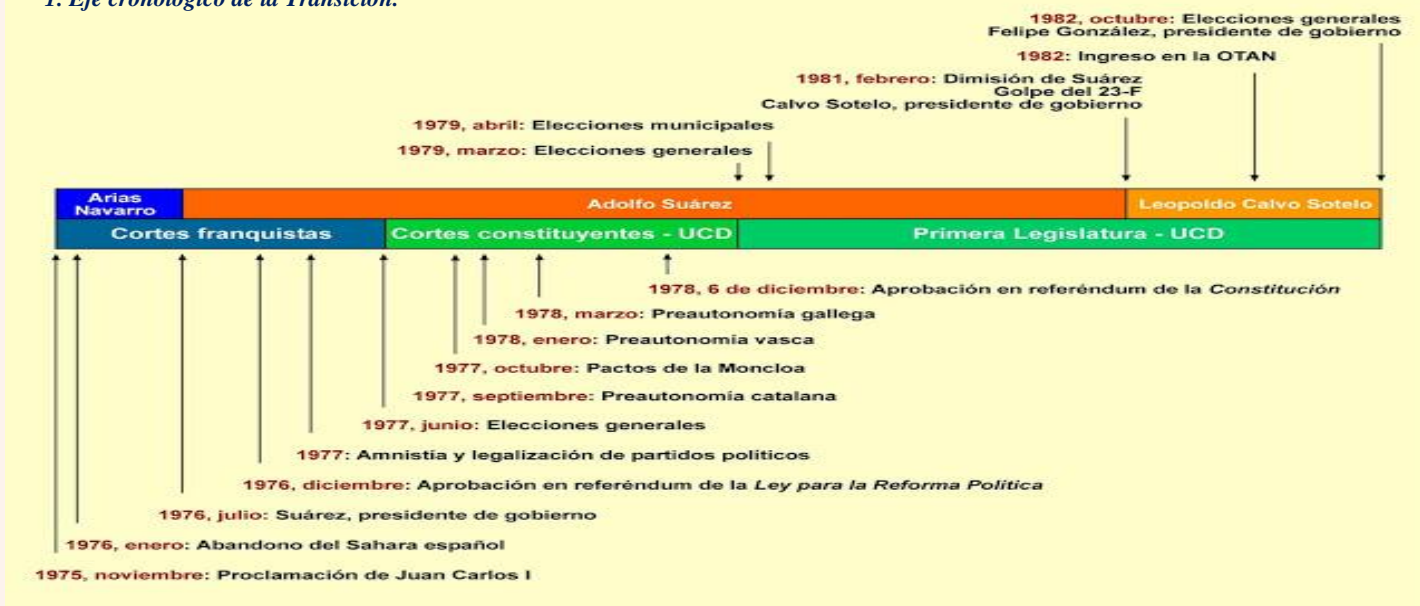 1. Eje cronológico de la Transición.
1982, octubre: Elecciones generales
Felipe González, presidente de gobierno
1982: Ingreso en la OTAN
1981, febrero: Dimisión de Suárez
Golpe del 23-F
Calvo Sotelo, presidente de gobierno
1979, abril: Elecciones municipales
1979, marzo: Elecciones generales
Arias
Navarro
Adolfo Suárez
Leopoldo Calvo Sotelo
Cortes franquistas
Cortes constituyentes - UCD
Primera Legislatura - UCD
1978, 6 de diciembre: Aprobación en referéndum de la Constitución
1978, marzo: Preautonomía gallega
1978, enero: Preautonomía vasca
1977, octubre: Pactos de la Moncloa
1977, septiembre: Preautonomía catalana
1977, junio: Elecciones generales
1977: Amnistía y legalización de partidos políticos
1976, diciembre: Aprobación en referéndum de la Ley para la Reforma Política
1976, julio: Suárez, presidente de gobierno
1976, enero: Abandono del Sahara español
1975, noviembre: Proclamación de Juan Carlos I